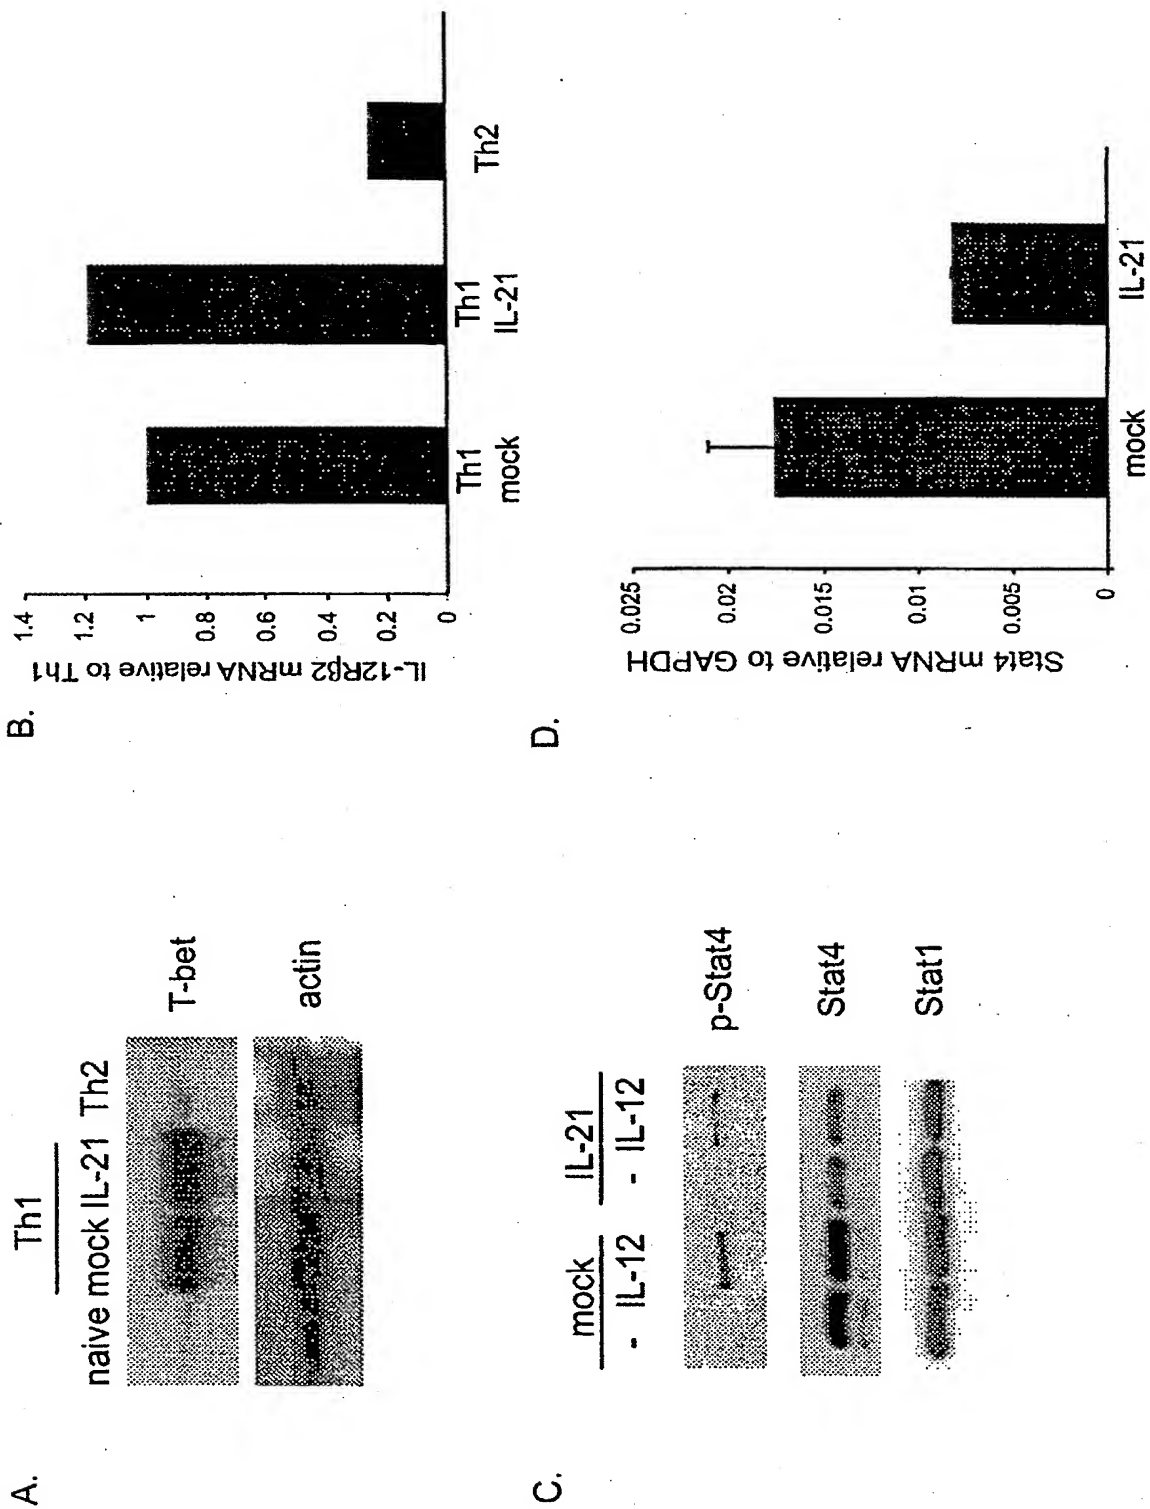 A.
Th1
naive mock IL-21 Th2
T-bet
actin
B.
IL-12Rβ2 mRNA relative to Th1
1.4
1.2
1
0.8
0.6
0.4
0.2
0
Th1
mock
Th1
IL-21
Th2
C.
mock IL-21
- IL-12 - IL-12
p-Stat4
Stat4
Stat1
D.
Stat4 mRNA relative to GAPDH
0.025
0.02
0.015
0.01
0.005
0
mock
IL-21